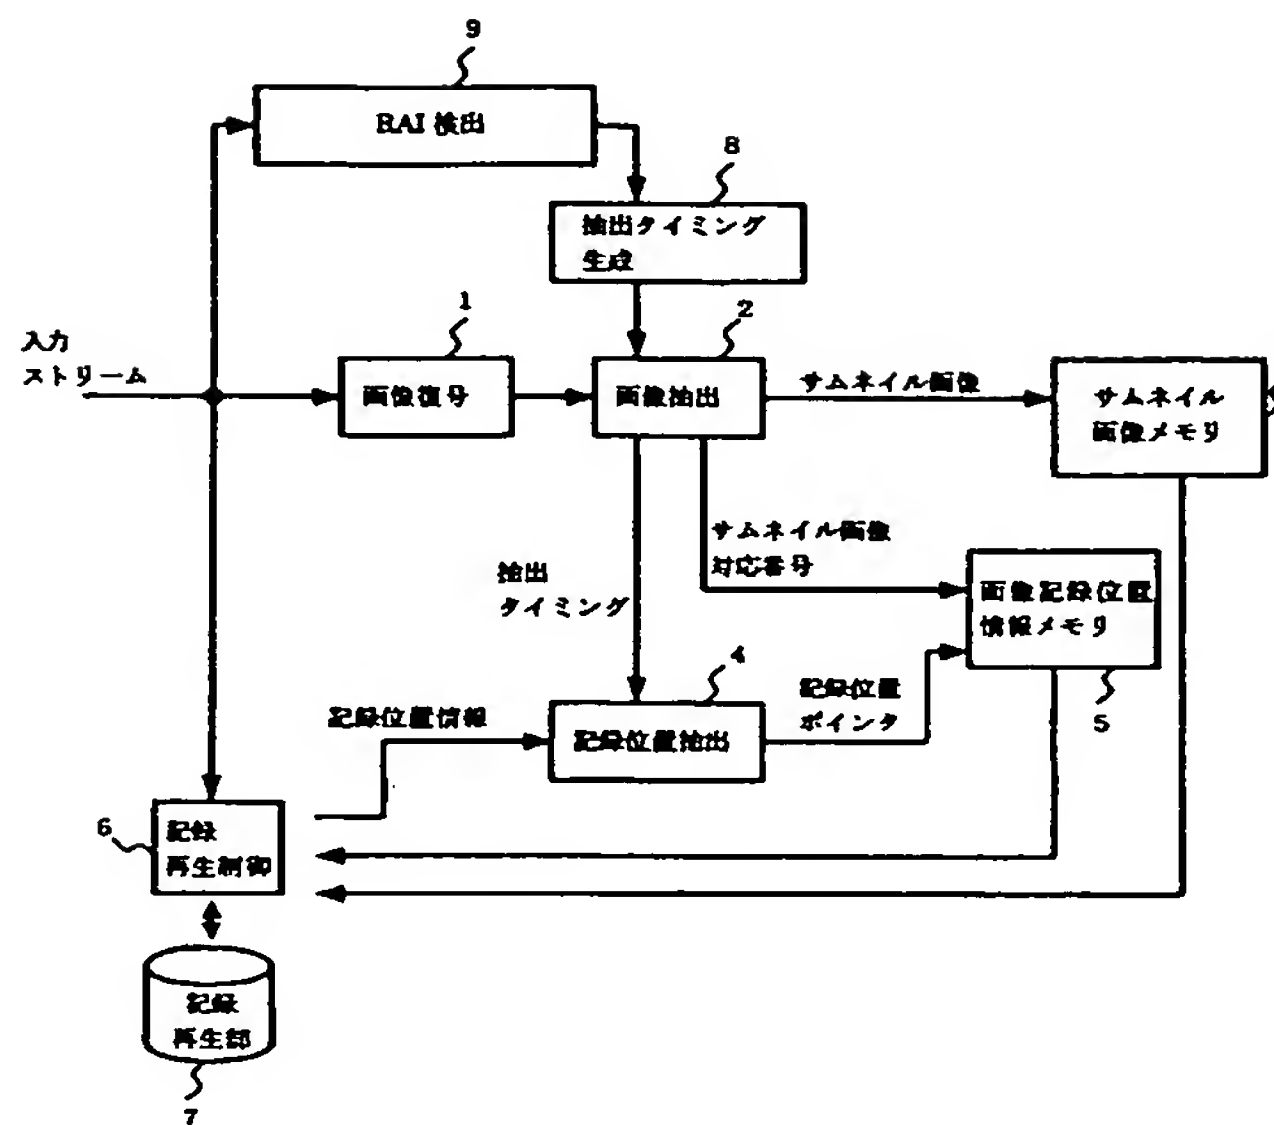 9
RAI 検出
8
抽出タイミング
生成
1
2
入力
ストリーム
画像復号
画像抽出
サムネイル画像
サムネイル
画像メモリ
サムネイル画像
対応番号
抽出
タイミング
画像記録位置
情報メモリ
5
4
記録位置情報
記録位置抽出
記録位置
ポインタ
6
記録
再生制御
記録
再生部
7